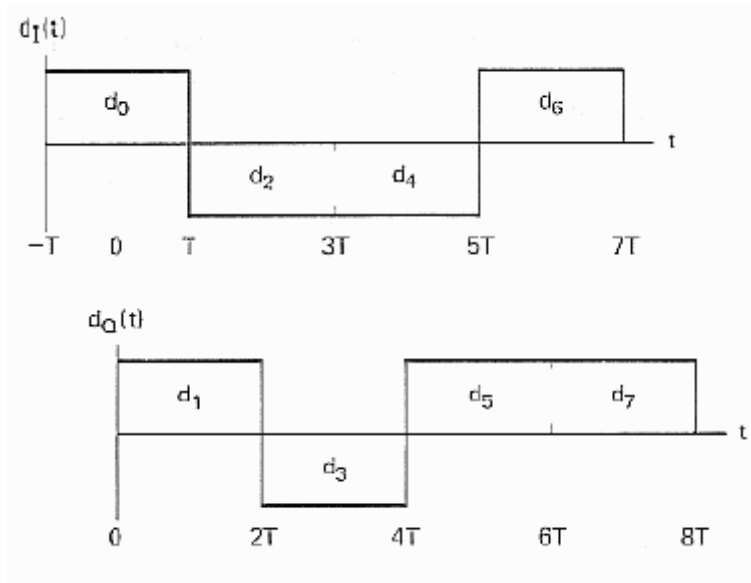 d_I(t)
d_0 d_6
t
d_2 d_4
-T 0 T 3T 5T 7T
d_Q(t)
d_1 d_5 d_7
t
d_3
0 2T 4T 6T 8T